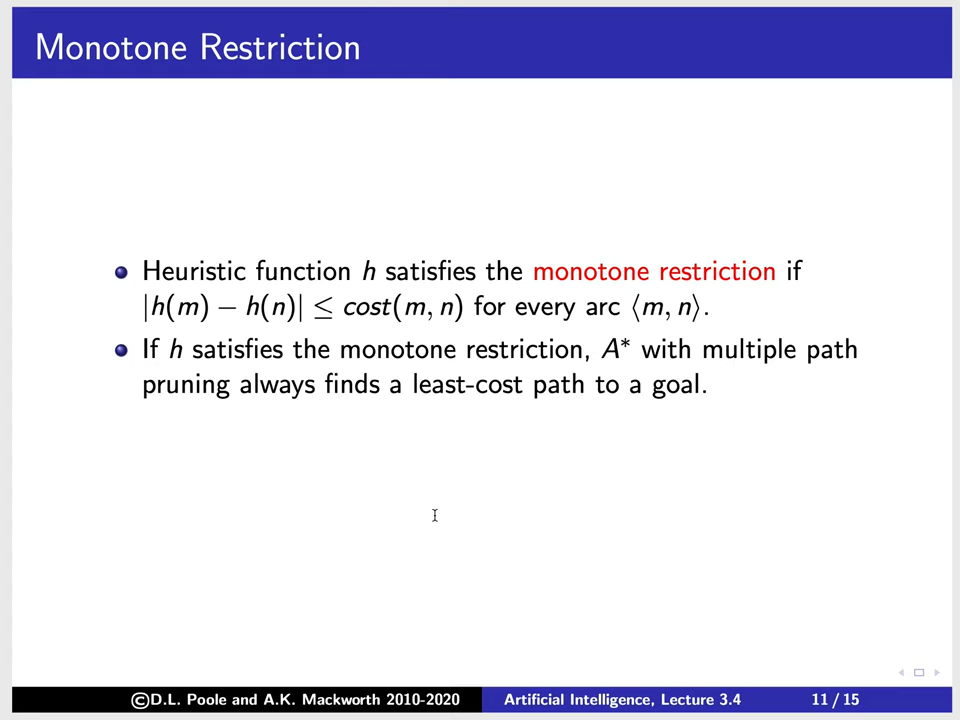 Monotone Restriction
Heuristic function h satisfies the monotone restriction if
|h(m) − h(n)| ≤ cost(m, n) for every arc ⟨m, n⟩.
If h satisfies the monotone restriction, A* with multiple path
pruning always finds a least-cost path to a goal.
©D.L. Poole and A.K. Mackworth 2010-2020 Artificial Intelligence, Lecture 3.4 11 / 15